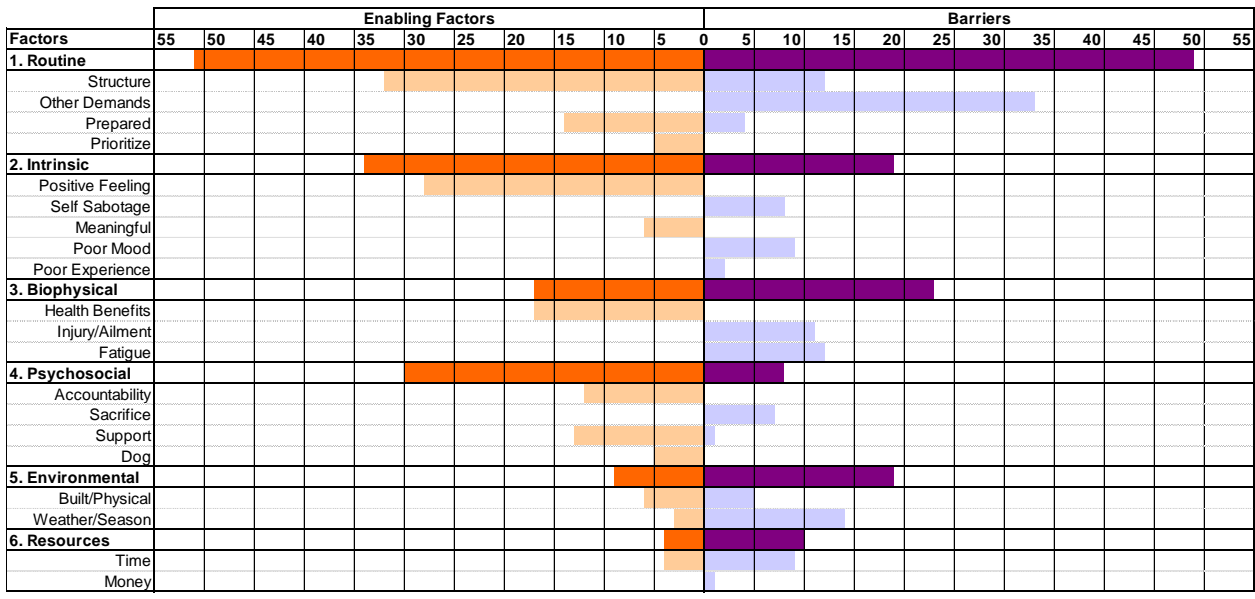 Enabling Factors Barriers
Factors 55 50 45 40 35 30 25 20 15 10 5 0 5 10 15 20 25 30 35 40 45 50 55
1. Routine
Structure
Other Demands
Prepared
Prioritize
2. Intrinsic
Positive Feeling
Self Sabotage
Meaningful
Poor Mood
Poor Experience
3. Biophysical
Health Benefits
Injury/Ailment
Fatigue
4. Psychosocial
Accountability
Sacrifice
Support
Dog
5. Environmental
Built/Physical
Weather/Season
6. Resources
Time
Money